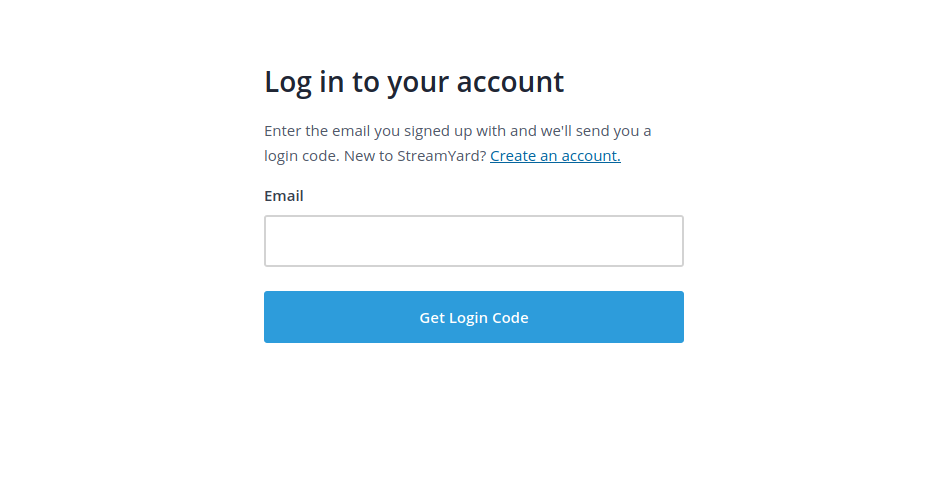 Log in to your account
Enter the email you signed up with and we'll send you a
login code. New to StreamYard? Create an account.
Email
Get Login Code